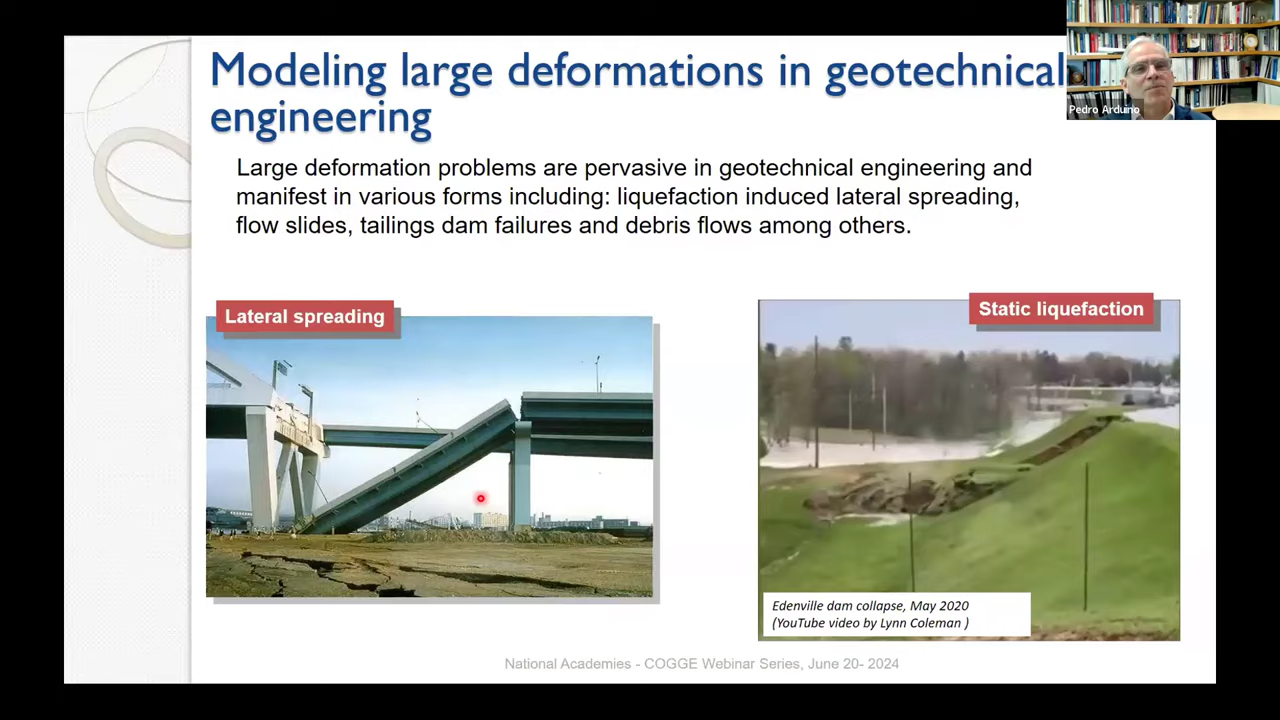 Modeling large deformations in geotechnical
engineering
Pedro Arduino
Large deformation problems are pervasive in geotechnical engineering and
manifest in various forms including: liquefaction induced lateral spreading,
flow slides, tailings dam failures and debris flows among others.
Lateral spreading
Static liquefaction
Edenville dam collapse, May 2020
(YouTube video by Lynn Coleman )
National Academies - COGGE Webinar Series, June 20- 2024